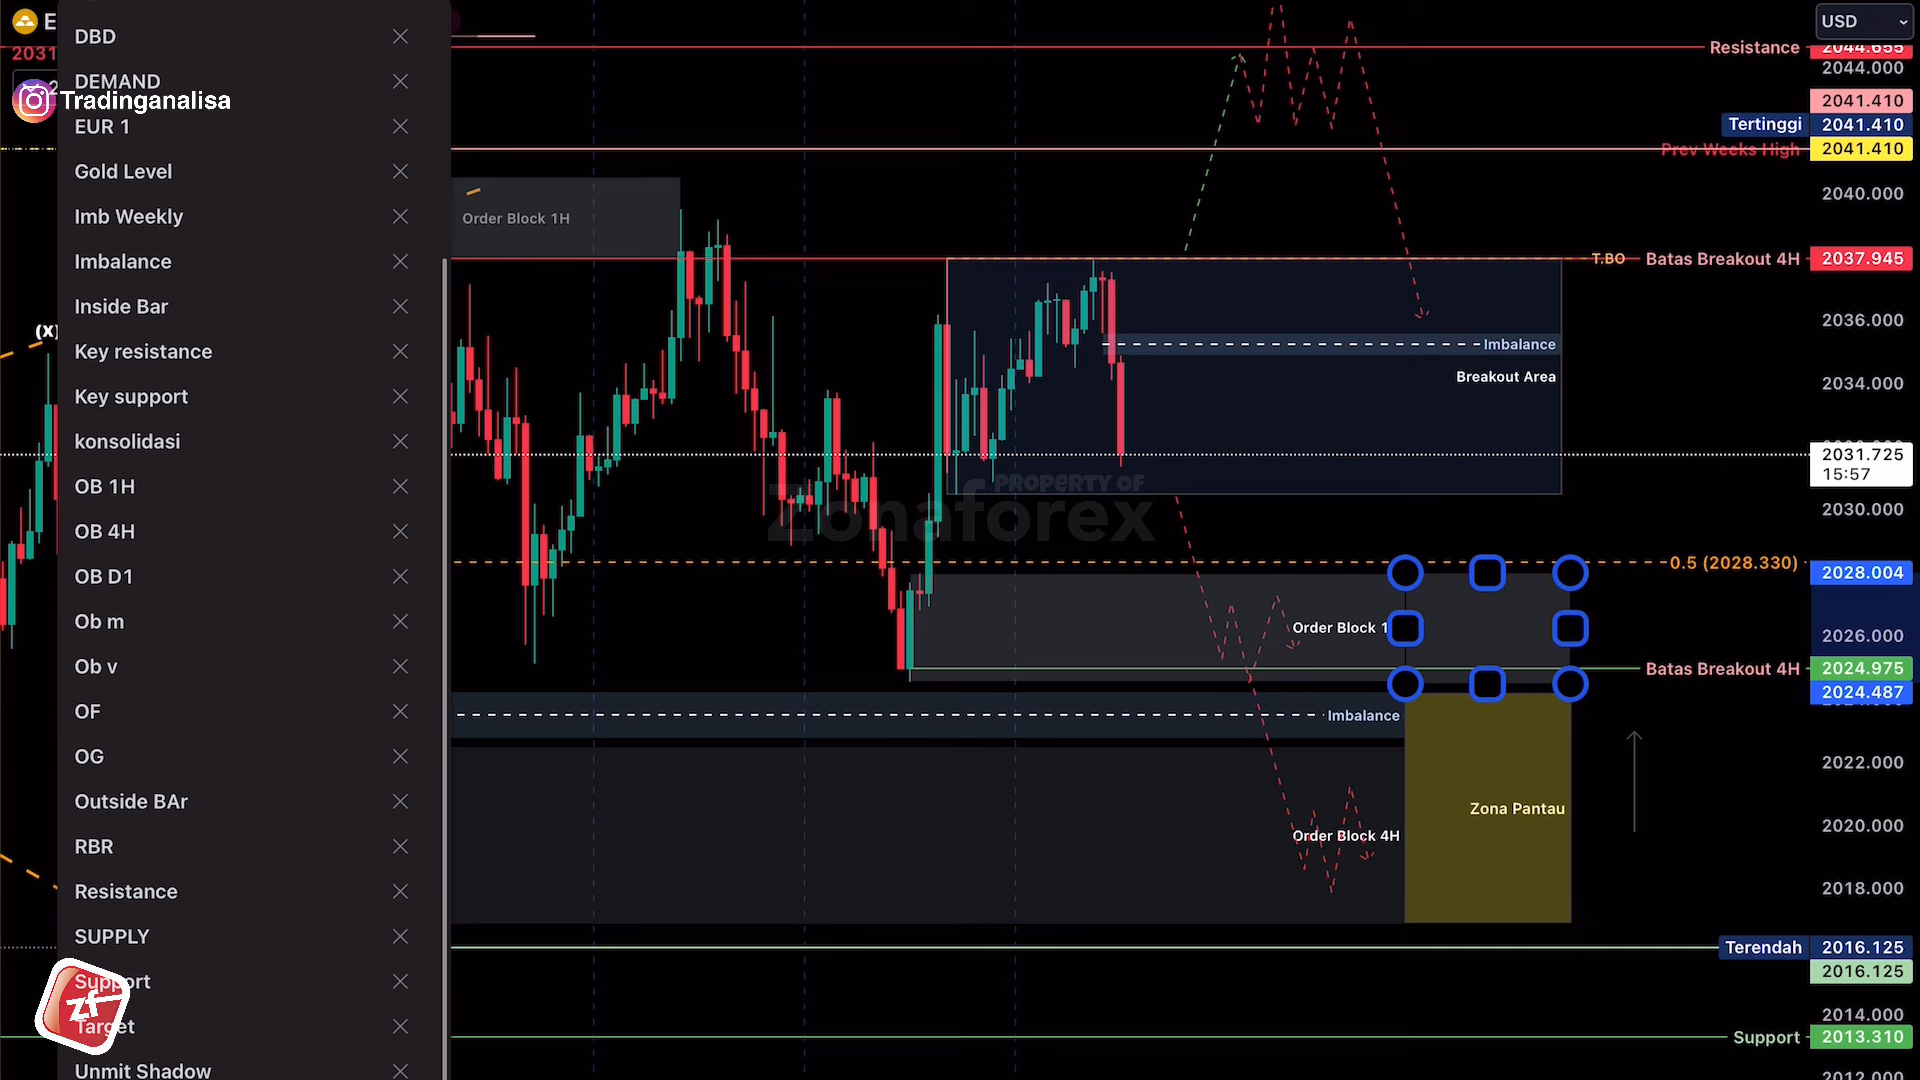 E
2031
DBD
DEMAND
Tradinganalisa
EUR 1
Gold Level
Imb Weekly
Imbalance
Inside Bar
Key resistance
Key support
konsolidasi
OB 1H
OB 4H
OB D1
Ob m
Ob v
OF
OG
Outside BAr
RBR
Resistance
SUPPLY
Support
Target
Unmit Shadow
zf
(X)
Order Block 1H
T.BO
Imbalance
Breakout Area
PROPERTY OF
Zonaforex
0.5 (2028.330)
Order Block 1
Imbalance
Order Block 4H
Zona Pantau
USD
Resistance
2044.655
2044.000
2041.410
Tertinggi
2041.410
Prev Weeks High
2041.410
2040.000
Batas Breakout 4H
2037.945
2036.000
2034.000
2031.725
15:57
2030.000
2028.004
2026.000
Batas Breakout 4H
2024.975
2024.487
2022.000
2020.000
2018.000
Terendah
2016.125
2016.125
2014.000
Support
2013.310
2012.000